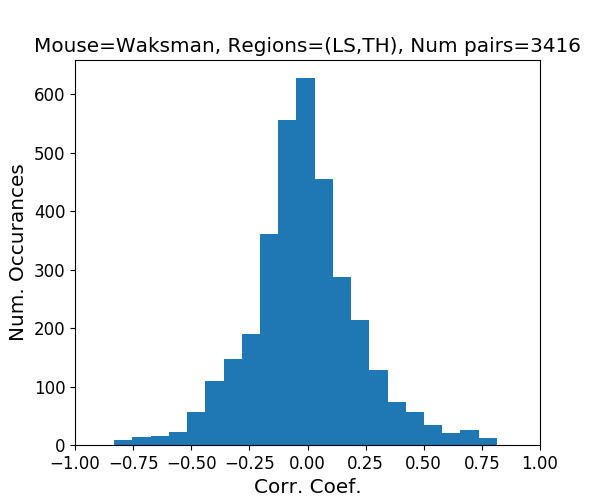 Mouse=Waksman, Regions=(LS,TH), Num pairs=3416
Num. Occurances
600
500
400
300
200
100
0
−1.00 −0.75 −0.50 −0.25 0.00 0.25 0.50 0.75 1.00
Corr. Coef.